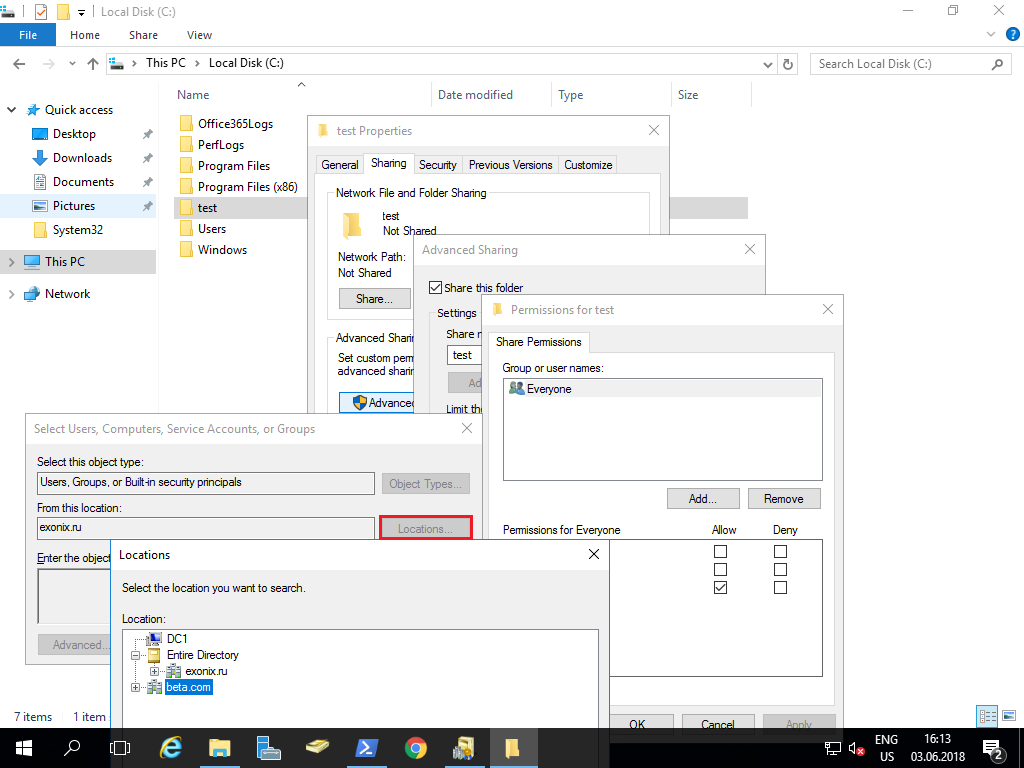 Local Disk (C:)
File Home Share View
This PC Local Disk (C:) Search Local Disk (C:)
Name Date modified Type Size
Quick access
Desktop
Downloads
Documents
Pictures
System32
This PC
Network
Office365Logs
PerfLogs
Program Files
Program Files (x86)
test
Users
Windows
test Properties
General Sharing Security Previous Versions Customize
Network File and Folder Sharing
test
Not Shared
Network Path:
Not Shared
Share...
Advanced Sharin
Set custom perm
advanced sharin
Advanced
Advanced Sharing
Share this folder
Settings
Share n
test
Ad
Limit the
Permissions for test
Share Permissions
Group or user names:
Everyone
Add... Remove
Permissions for Everyone Allow Deny
OK Cancel Apply
Select Users, Computers, Service Accounts, or Groups
Select this object type:
Users, Groups, or Built-in security principals Object Types...
From this location:
exonix.ru Locations...
Enter the object
Advanced...
Locations
Select the location you want to search.
Location:
DC1
Entire Directory
exonix.ru
beta.com
7 items 1 item
ENG
US
16:13
03.06.2018
2